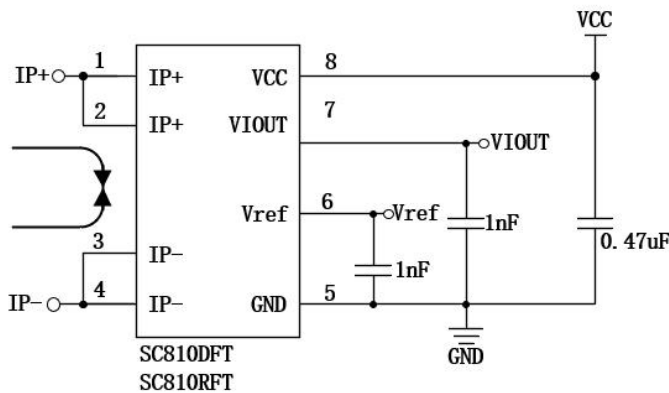 VCC
1
8
IP+
IP+
VCC
2
7
IP+
VIOUT
VIOUT
6
Vref
Vref
1nF
3
0.47uF
IP-
1nF
4
5
IP-
IP-
GND
GND
SC810DFT
SC810RFT